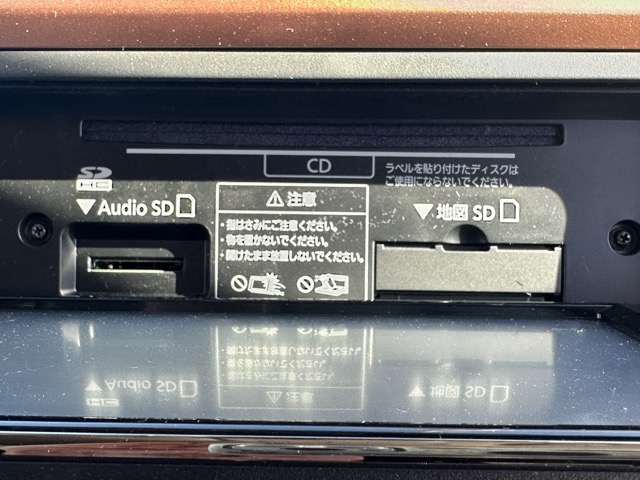 CD
ラベルを貼り付けたディスクは
ご使用にならないでください。
SD
HC
▼Audio SD
⚠注意
・指はさみにご注意ください。
・物を置かないでください。
・開けたまま放置しないでください。
▼地図 SD